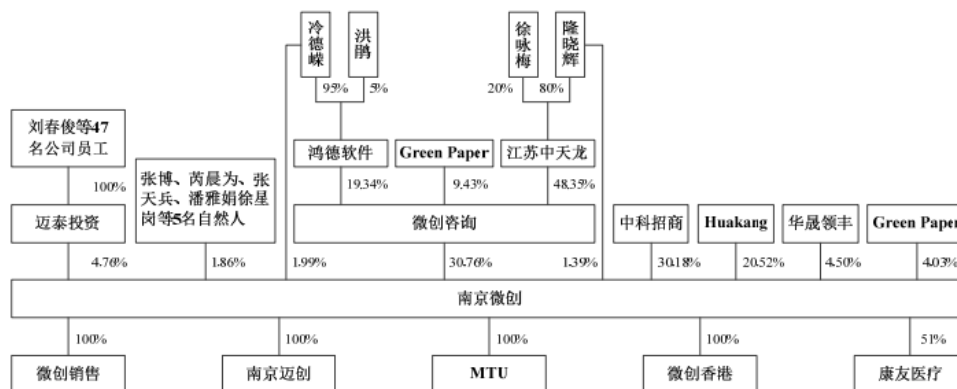 冷德嵘
洪鹃
徐咏梅
隆晓辉
95%
5%
20%
80%
刘春俊等47
名公司员工
鸿德软件
Green Paper
江苏中天龙
张博、芮晨为、张
天兵、潘雅娟徐星
岗等5名自然人
100%
19.34%
9.43%
48.35%
迈泰投资
微创咨询
中科招商
Huakang
华晟领丰
Green Paper
4.76%
1.86%
1.99%
30.76%
1.39%
30.18%
20.52%
4.50%
4.03%
南京微创
100%
100%
100%
100%
51%
微创销售
南京迈创
MTU
微创香港
康友医疗